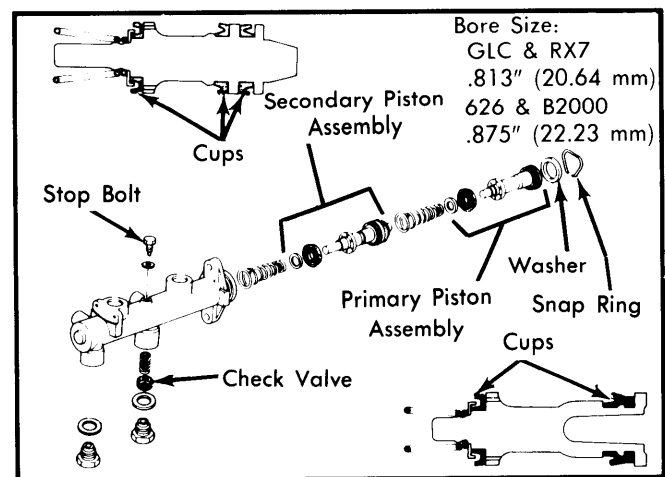 Bore Size:
GLC & RX7
.813" (20.64 mm)
626 & B2000
.875" (22.23 mm)
Cups
Secondary Piston
Assembly
Stop Bolt
Washer
Snap Ring
Primary Piston
Assembly
Check Valve
Cups